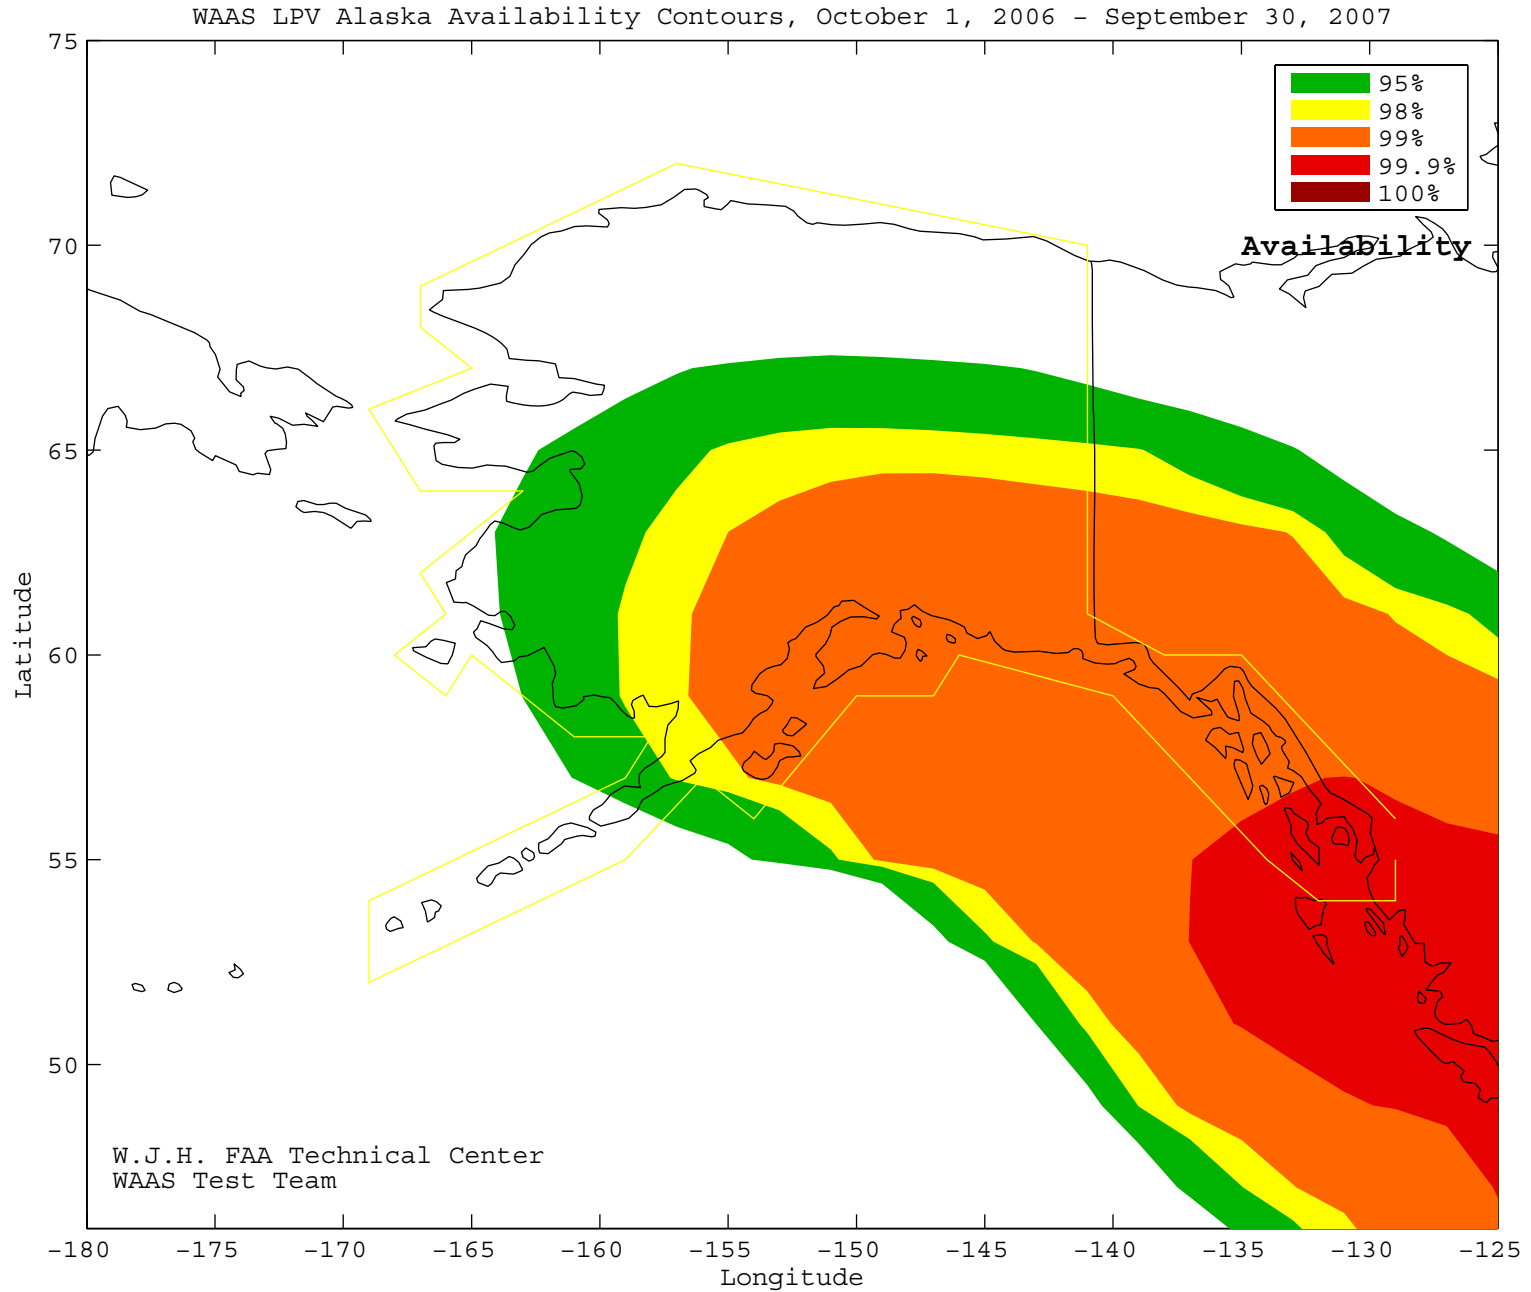 WAAS LPV Alaska Availability Contours, October 1, 2006 - September 30, 2007
75
70
65
60
55
50
Latitude
95%
98%
99%
99.9%
100%
Availability
W.J.H. FAA Technical Center
WAAS Test Team
-180 -175 -170 -165 -160 -155 -150 -145 -140 -135 -130 -125
Longitude